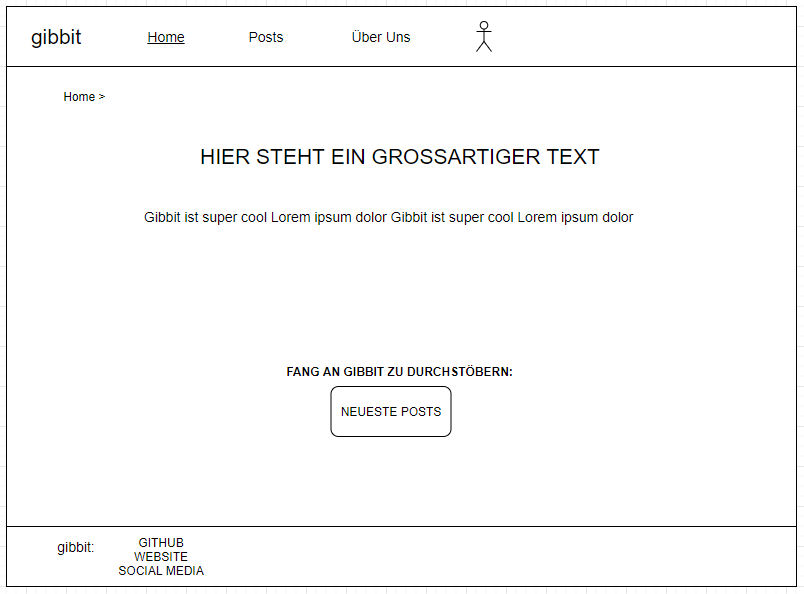 gibbit Home Posts Über Uns
Home >
HIER STEHT EIN GROSSARTIGER TEXT
Gibbit ist super cool Lorem ipsum dolor Gibbit ist super cool Lorem ipsum dolor
FANG AN GIBBIT ZU DURCHSTÖBERN:
NEUESTE POSTS
gibbit: GITHUB
WEBSITE
SOCIAL MEDIA